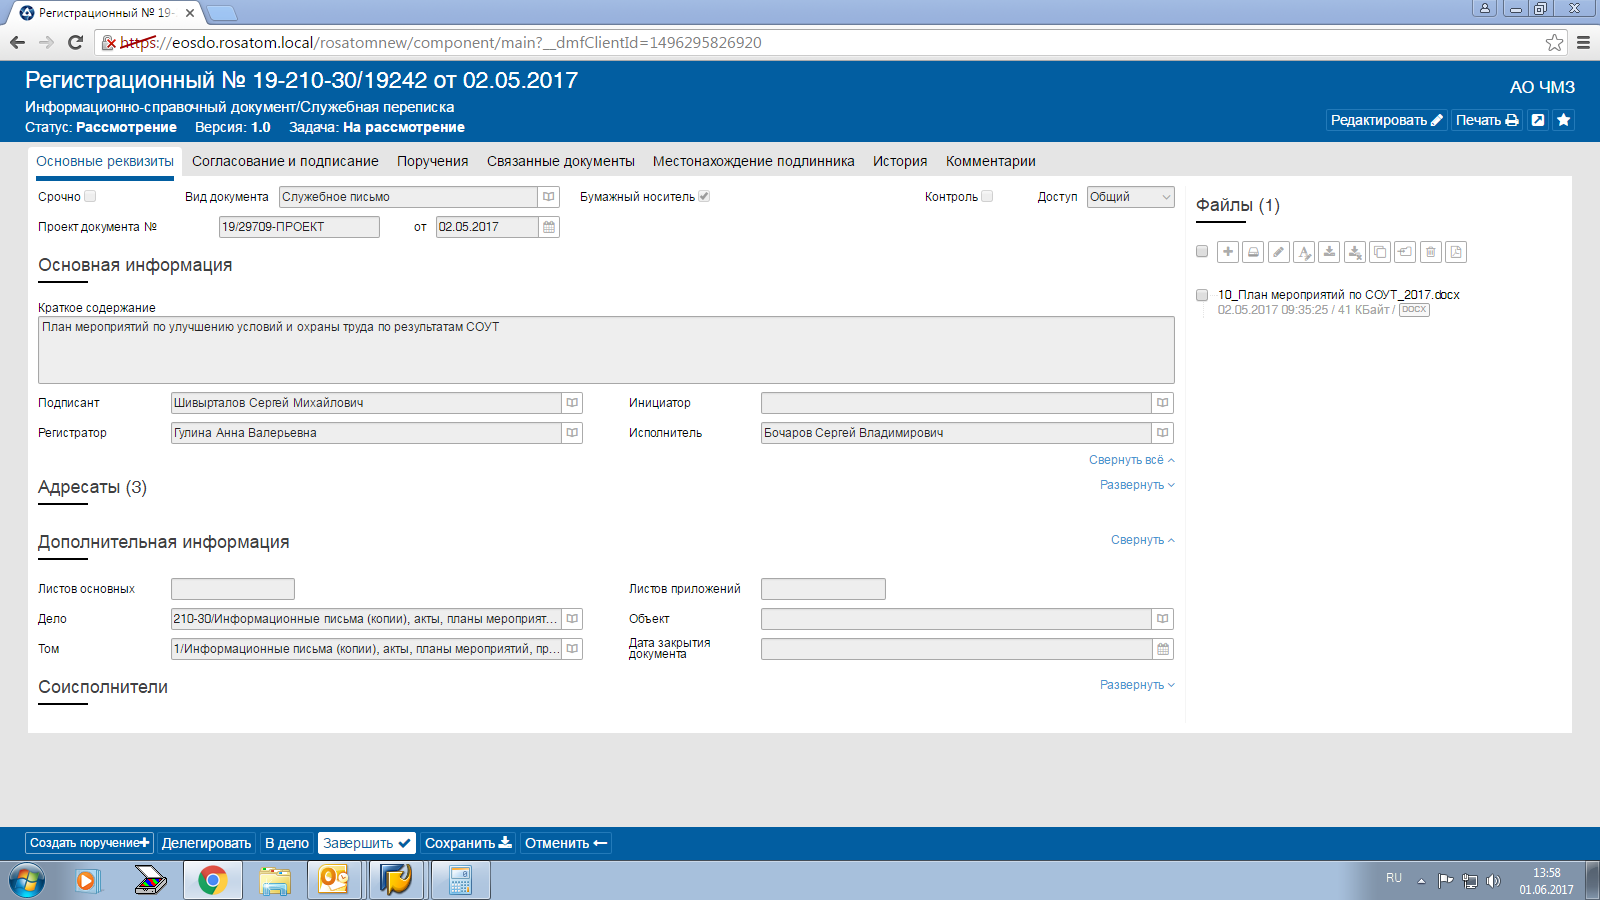 Регистрационный № 19-
https://eosdo.rosatom.local/rosatomnew/component/main?__dmfClientId=1496295826920
Регистрационный № 19-210-30/19242 от 02.05.2017
АО ЧМЗ
Информационно-справочный документ/Служебная переписка
Статус: Рассмотрение Версия: 1.0 Задача: На рассмотрение
Редактировать Печать
Основные реквизиты Согласование и подписание Поручения Связанные документы Местонахождение подлинника История Комментарии
Срочно Вид документа Служебное письмо Бумажный носитель Контроль Доступ Общий
Проект документа № 19/29709-ПРОЕКТ от 02.05.2017
Файлы (1)
Основная информация
Краткое содержание
План мероприятий по улучшению условий и охраны труда по результатам СОУТ
10_План мероприятий по СОУТ_2017.docx
02.05.2017 09:35:25 / 41 КБайт / DOCX
Подписант Шивырталов Сергей Михайлович Инициатор
Регистратор Гулина Анна Валерьевна Исполнитель Бочаров Сергей Владимирович
Свернуть всё
Адресаты (3) Развернуть
Дополнительная информация Свернуть
Листов основных Листов приложений
Дело 210-30/Информационные письма (копии), акты, планы мероприят... Объект
Том 1/Информационные письма (копии), акты, планы мероприятий, пр... Дата закрытия
документа
Соисполнители Развернуть
Создать поручение Делегировать В дело Завершить Сохранить Отменить
RU
13:58
01.06.2017